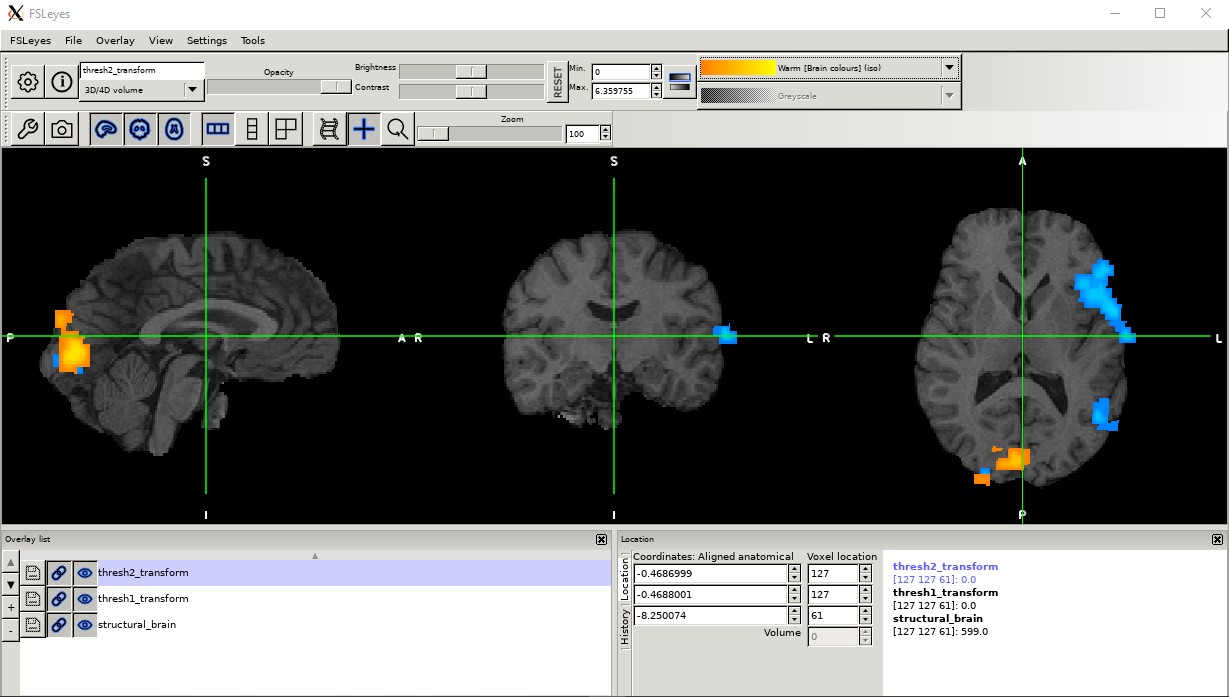 FSLeyes
FSLeyes File Overlay View Settings Tools
thresh2_transform
3D/4D volume
Opacity
Brightness
Contrast
RESET
Min. 0
Max. 6.359755
Warm [Brain colours] (iso)
Greyscale
Zoom
100
S S A
P A R L R L
I I P
Overlay list
thresh2_transform
thresh1_transform
structural_brain
Location
Location
History
Coordinates: Aligned anatomical Voxel location
-0.4686999 127
-0.4688001 127
-8.250074 61
Volume 0
thresh2_transform
[127 127 61]: 0.0
thresh1_transform
[127 127 61]: 0.0
structural_brain
[127 127 61]: 599.0